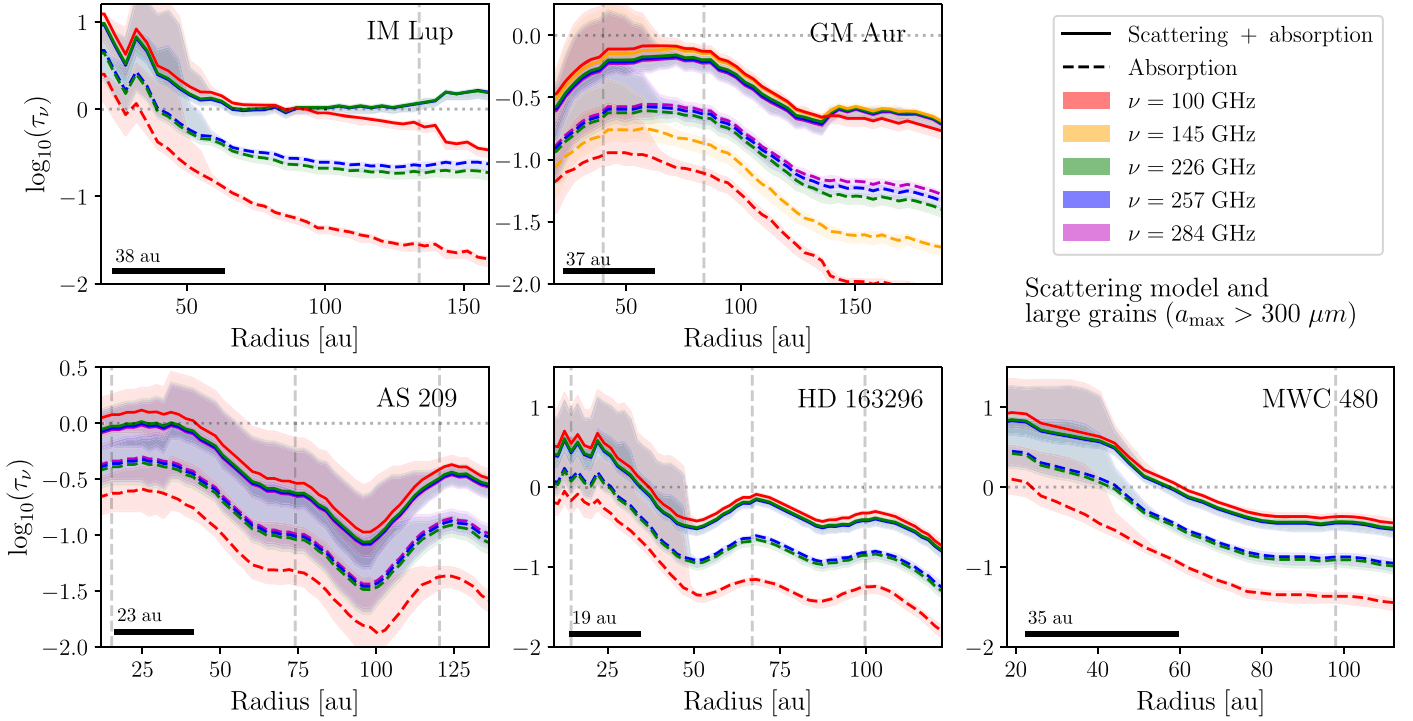 IM Lup
1
0
−1
−2
log₁₀(τ_ν)
38 au
50
100
150
Radius [au]
GM Aur
0.0
−0.5
−1.0
−1.5
−2.0
37 au
50
100
150
Radius [au]
Scattering + absorption
Absorption
ν = 100 GHz
ν = 145 GHz
ν = 226 GHz
ν = 257 GHz
ν = 284 GHz
Scattering model and
large grains (a_max > 300 μm)
AS 209
0.5
0.0
−0.5
−1.0
−1.5
−2.0
log₁₀(τ_ν)
23 au
25
50
75
100
125
Radius [au]
HD 163296
1
0
−1
−2
19 au
25
50
75
100
Radius [au]
MWC 480
1
0
−1
−2
35 au
20
40
60
80
100
Radius [au]